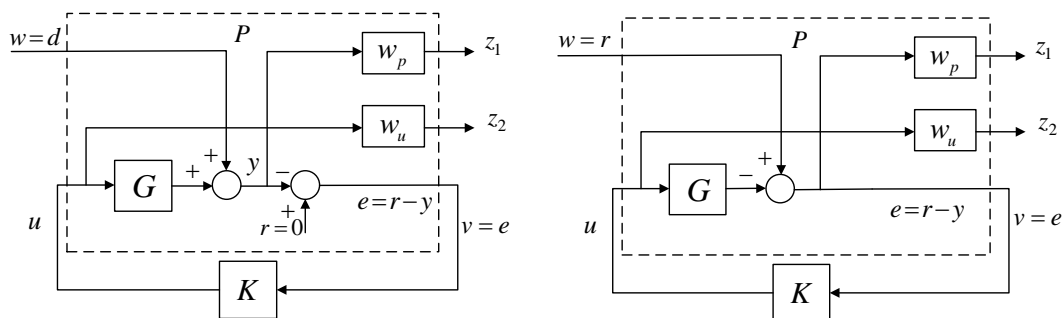 w = d
P
w_p
z_1
w_u
z_2
+
+
y
−
G
+
r = 0
e = r − y
u
v = e
K
w = r
P
w_p
z_1
w_u
z_2
+
−
G
e = r − y
u
v = e
K